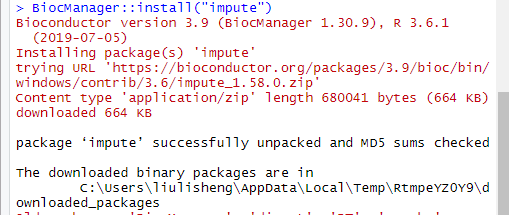 > BiocManager::install("impute")
Bioconductor version 3.9 (BiocManager 1.30.9), R 3.6.1
(2019-07-05)
Installing package(s) 'impute'
trying URL 'https://bioconductor.org/packages/3.9/bioc/bin/
windows/contrib/3.6/impute_1.58.0.zip'
Content type 'application/zip' length 680041 bytes (664 KB)
downloaded 664 KB
package ‘impute’ successfully unpacked and MD5 sums checked
The downloaded binary packages are in
C:\Users\liulisheng\AppData\Local\Temp\RtmpeYZOY9\d
ownloaded_packages